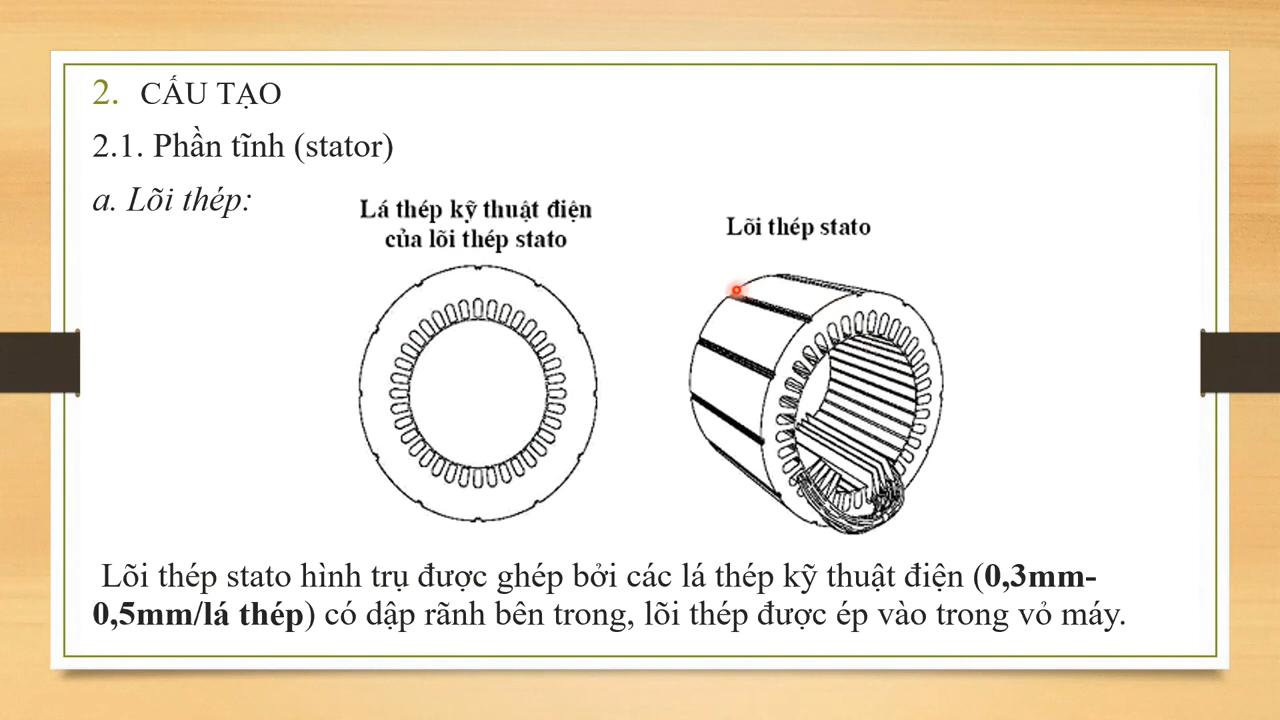 2. CẤU TẠO
2.1. Phần tĩnh (stator)
a. Lõi thép:
Lá thép kỹ thuật điện
của lõi thép stato
Lõi thép stato
Lõi thép stato hình trụ được ghép bởi các lá thép kỹ thuật điện (0,3mm-
0,5mm/lá thép) có dập rãnh bên trong, lõi thép được ép vào trong vỏ máy.